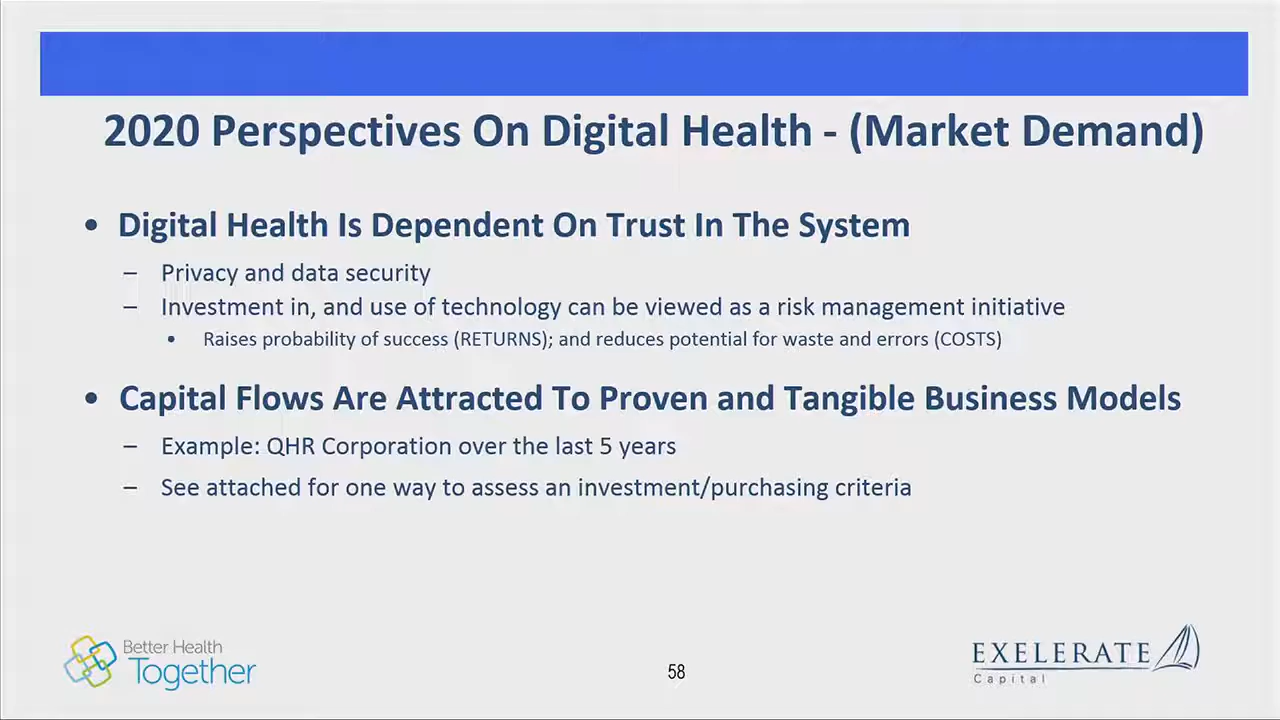 2020 Perspectives On Digital Health - (Market Demand)
• Digital Health Is Dependent On Trust In The System
– Privacy and data security
– Investment in, and use of technology can be viewed as a risk management initiative
• Raises probability of success (RETURNS); and reduces potential for waste and errors (COSTS)
• Capital Flows Are Attracted To Proven and Tangible Business Models
– Example: QHR Corporation over the last 5 years
– See attached for one way to assess an investment/purchasing criteria
Better Health
Together
58
EXELERATE
Capital